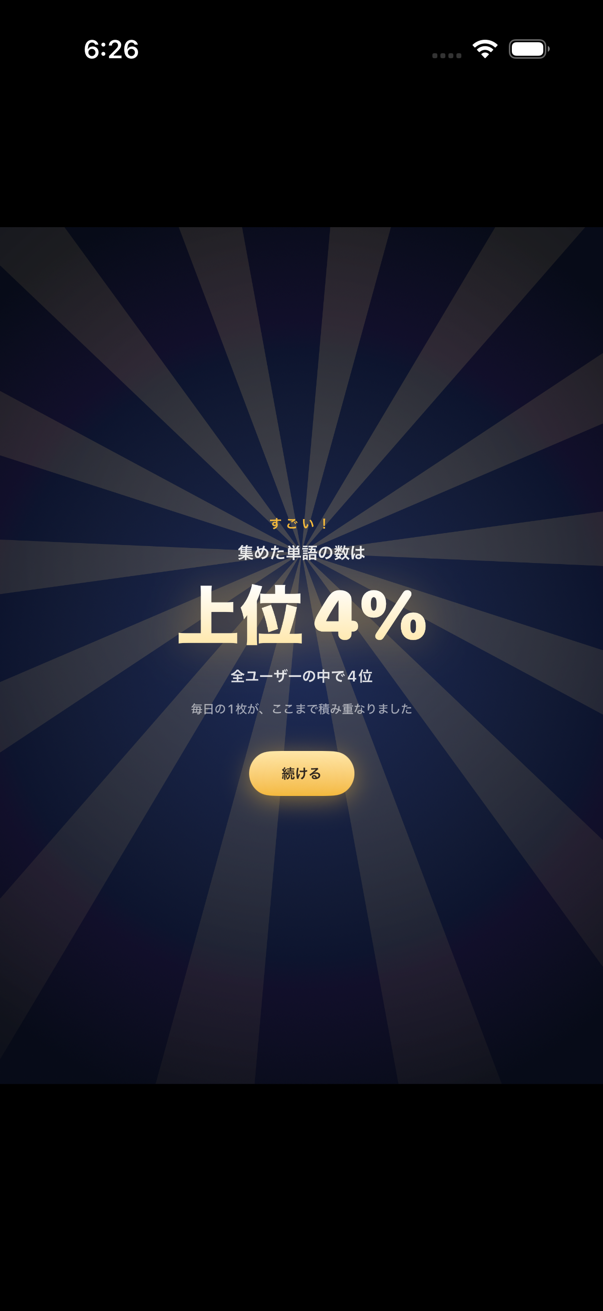 6:26
すごい！
集めた単語の数は
上位4%
全ユーザーの中で4位
毎日の1枚が、ここまで積み重なりました
続ける